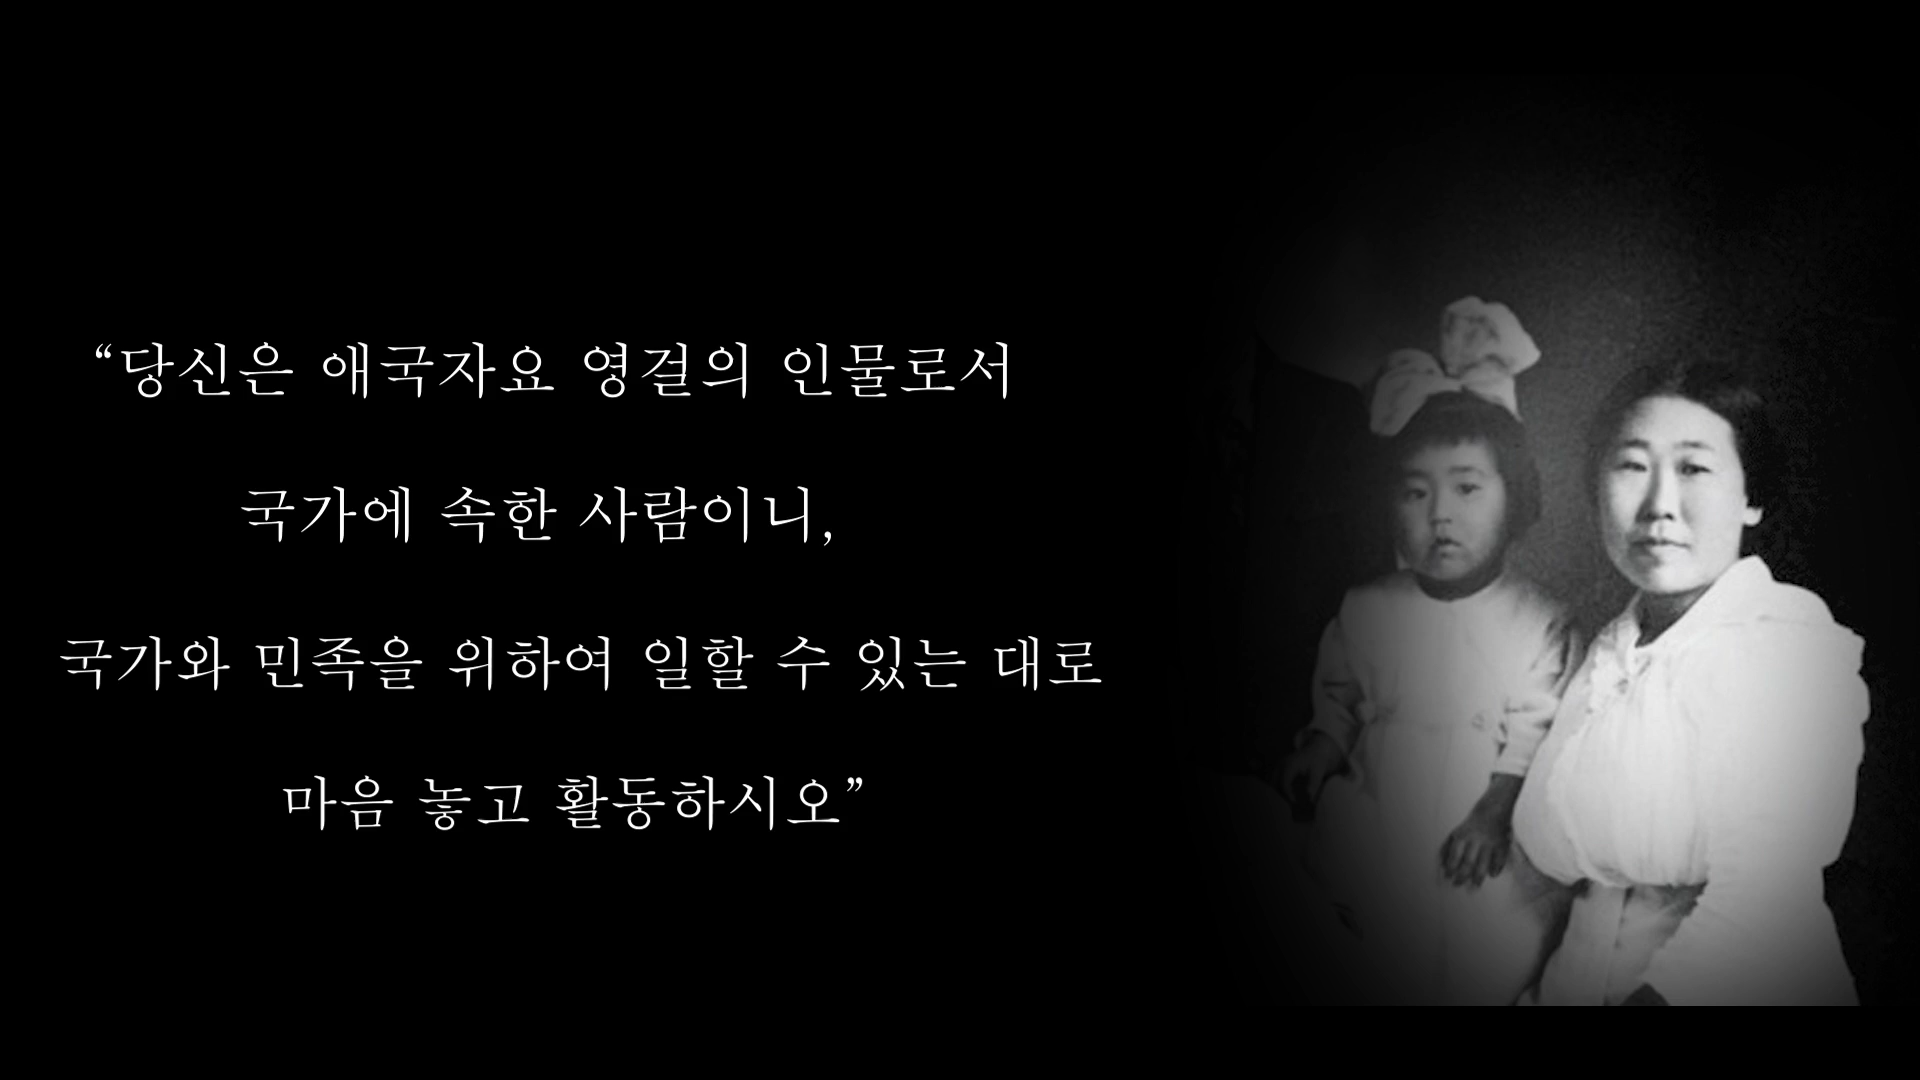 “당신은 애국자요 영걸의 인물로서
국가에 속한 사람이니,
국가와 민족을 위하여 일할 수 있는 대로
마음 놓고 활동하시오”